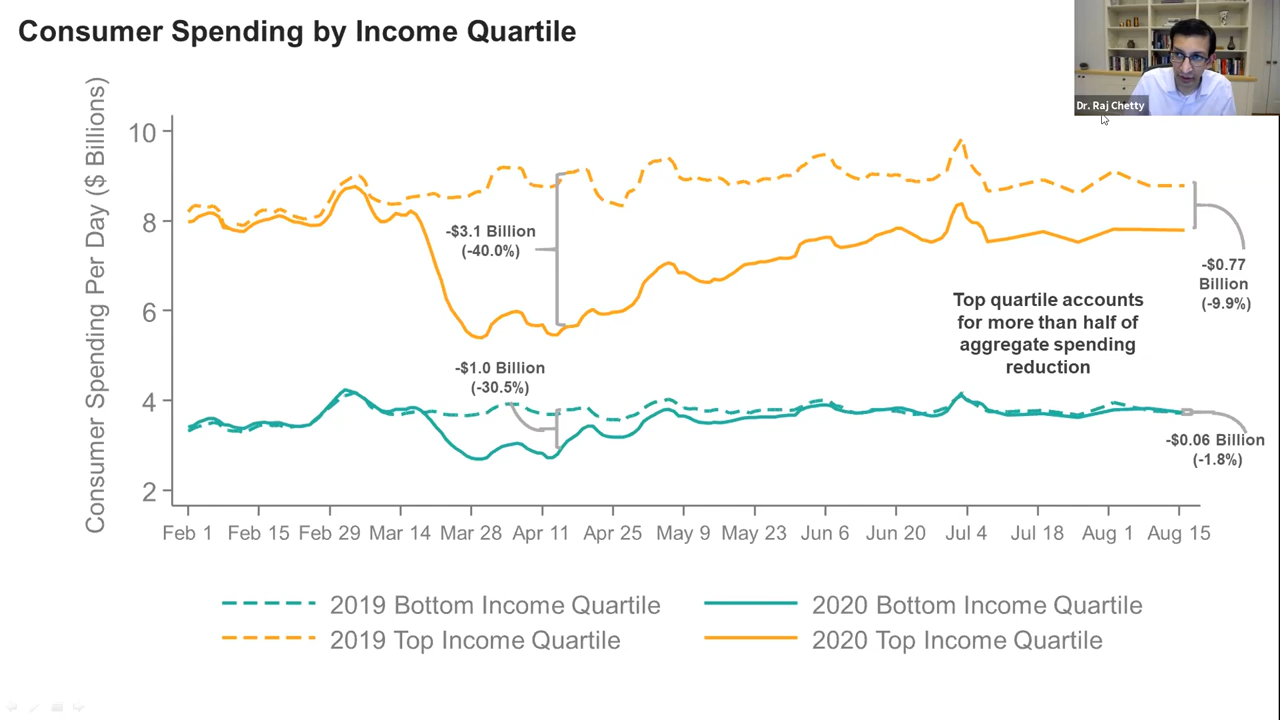 Consumer Spending by Income Quartile
Dr. Raj Chetty
Consumer Spending Per Day ($ Billions)
10
8
6
4
2
-$3.1 Billion
(-40.0%)
-$1.0 Billion
(-30.5%)
Top quartile accounts
for more than half of
aggregate spending
reduction
-$0.77
Billion
(-9.9%)
-$0.06 Billion
(-1.8%)
Feb 1 Feb 15 Feb 29 Mar 14 Mar 28 Apr 11 Apr 25 May 9 May 23 Jun 6 Jun 20 Jul 4 Jul 18 Aug 1 Aug 15
2019 Bottom Income Quartile 2020 Bottom Income Quartile
2019 Top Income Quartile 2020 Top Income Quartile